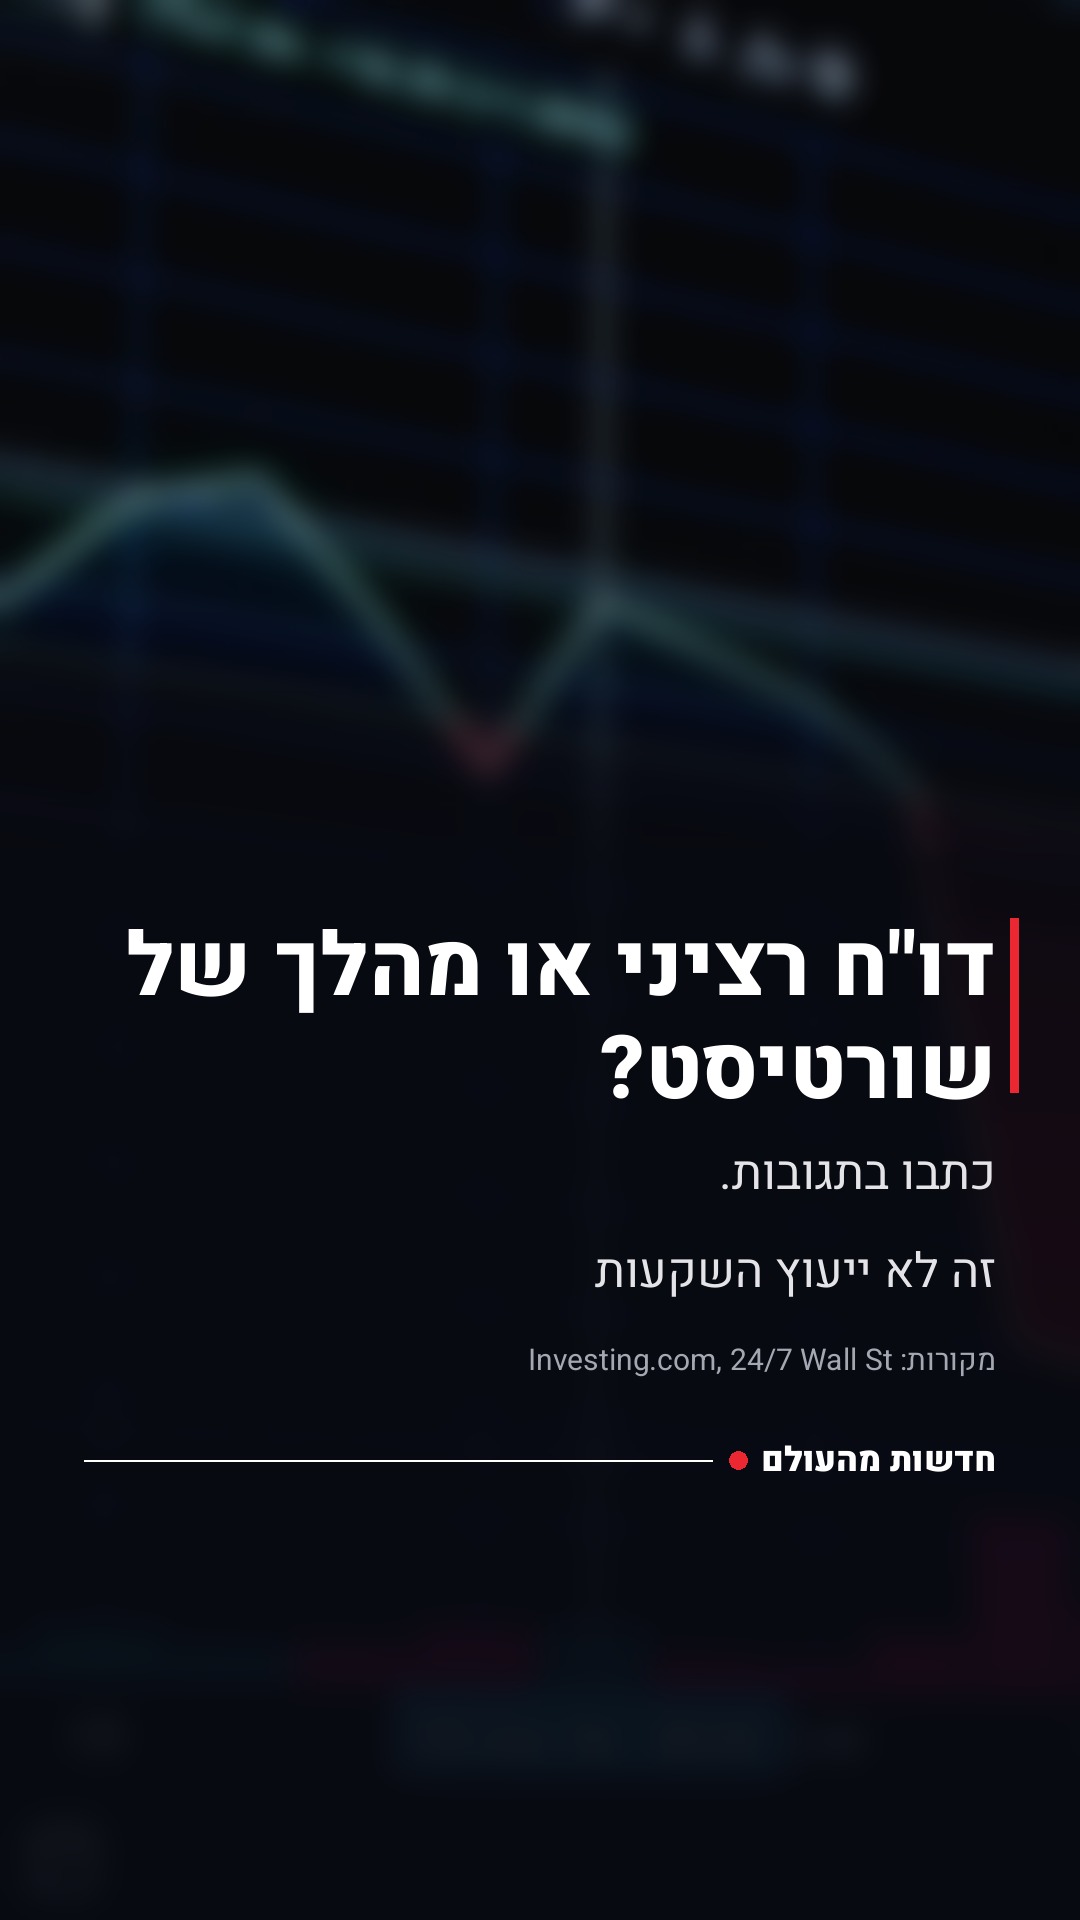 דו"ח רציני או מהלך של
שורטיסט?
כתבו בתגובות.
זה לא ייעוץ השקעות
מקורות: Investing.com, 24/7 Wall St
חדשות מהעולם